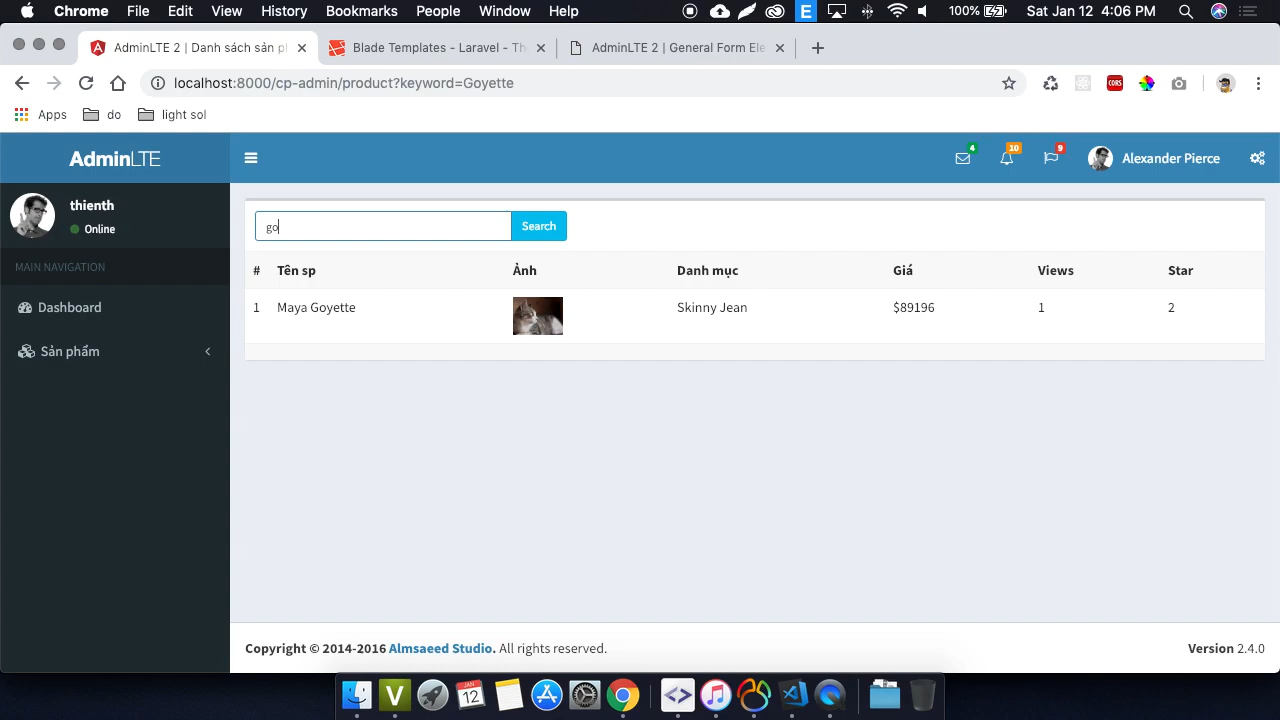 Chrome File Edit View History Bookmarks People Window Help 100% Sat Jan 12 4:06 PM
AdminLTE 2 | Danh sách sản p Blade Templates - Laravel - Th AdminLTE 2 | General Form Ele
localhost:8000/cp-admin/product?keyword=Goyette
Apps do light sol
AdminLTE 4 10 9 Alexander Pierce
thienth
Online
go Search
MAIN NAVIGATION
# Tên sp Ảnh Danh mục Giá Views Star
Dashboard
1 Maya Goyette Skinny Jean $89196 1 2
Sản phẩm
Copyright © 2014-2016 Almsaeed Studio. All rights reserved. Version 2.4.0
JAN
12